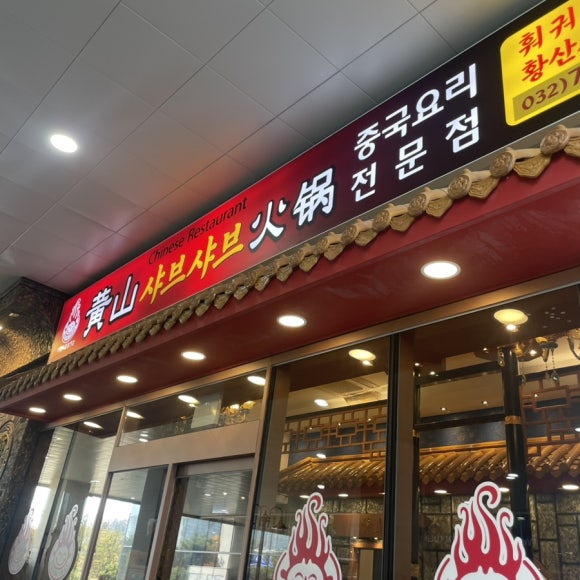 Chinese Restaurant
黄山 샤브샤브 火锅
중국요리
전문점
훠궈
황산
032)7